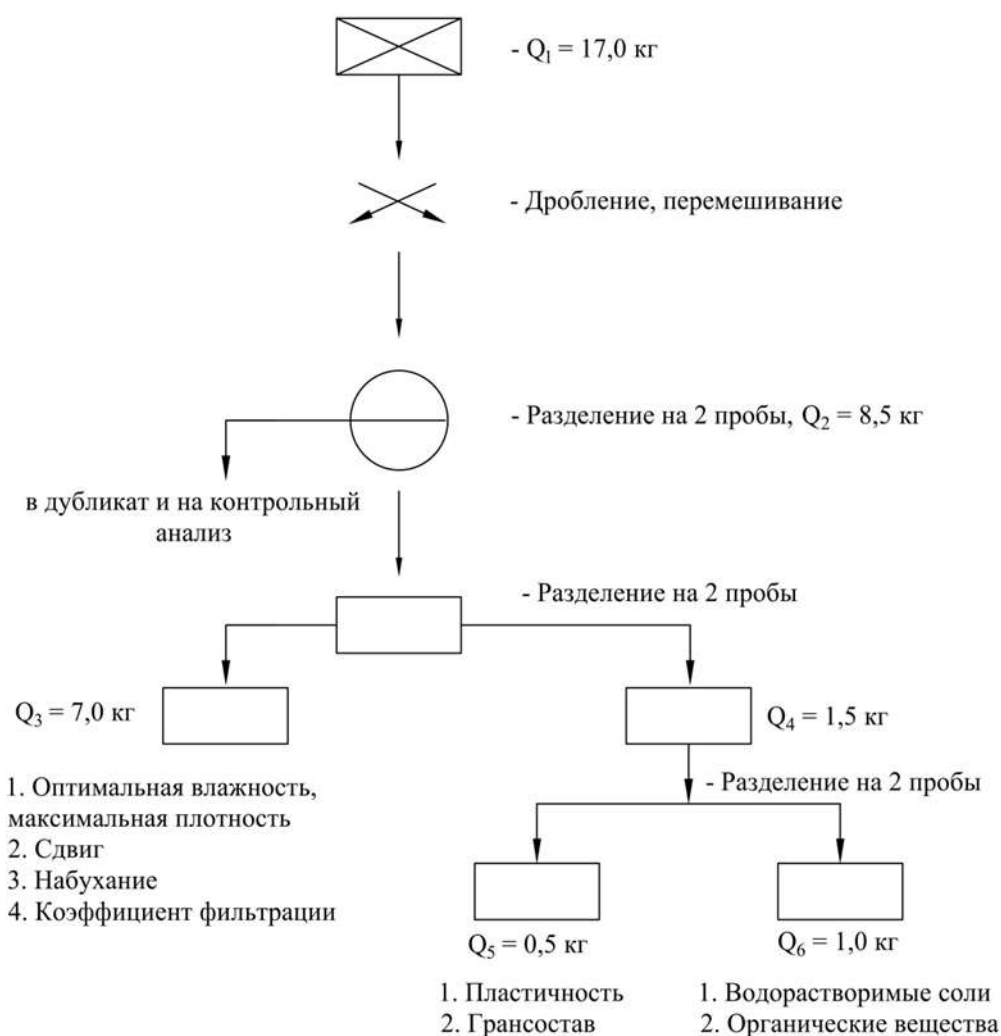 - Q₁ = 17,0 кг
- Дробление, перемешивание
- Разделение на 2 пробы, Q₂ = 8,5 кг
в дубликат и на контрольный
анализ
- Разделение на 2 пробы
Q₃ = 7,0 кг
Q₄ = 1,5 кг
1. Оптимальная влажность,
максимальная плотность
2. Сдвиг
3. Набухание
4. Коэффициент фильтрации
- Разделение на 2 пробы
Q₅ = 0,5 кг
Q₆ = 1,0 кг
1. Пластичность
2. Грансостав
1. Водорастворимые соли
2. Органические вещества